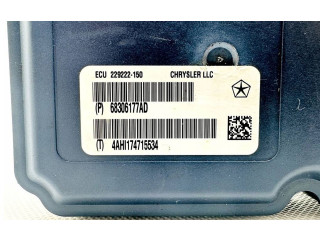 ECU 229222-150 CHRYSLER LLC
(P) 68306177AD
(T) 4AHI174715534